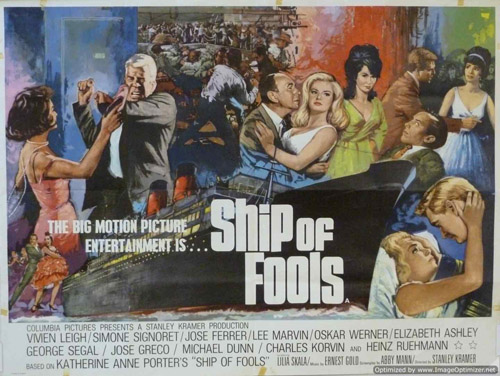 THE BIG MOTION PICTURE
ENTERTAINMENT IS...
Ship OF
FOOLS
A
COLUMBIA PICTURES PRESENTS A STANLEY KRAMER PRODUCTION
VIVIEN LEIGH/SIMONE SIGNORET/JOSE FERRER/LEE MARVIN/OSKAR WERNER/ELIZABETH ASHLEY
GEORGE SEGAL / JOSE GRECO / MICHAEL DUNN / CHARLES KORVIN AND HEINZ RUEHMANN
BASED ON KATHERINE ANNE PORTER'S "SHIP OF FOOLS" LILIA SKALA/ ERNEST GOLD ABBY MANN/ STANLEY KRAMER
Optimized by www.ImageOptimizer.net